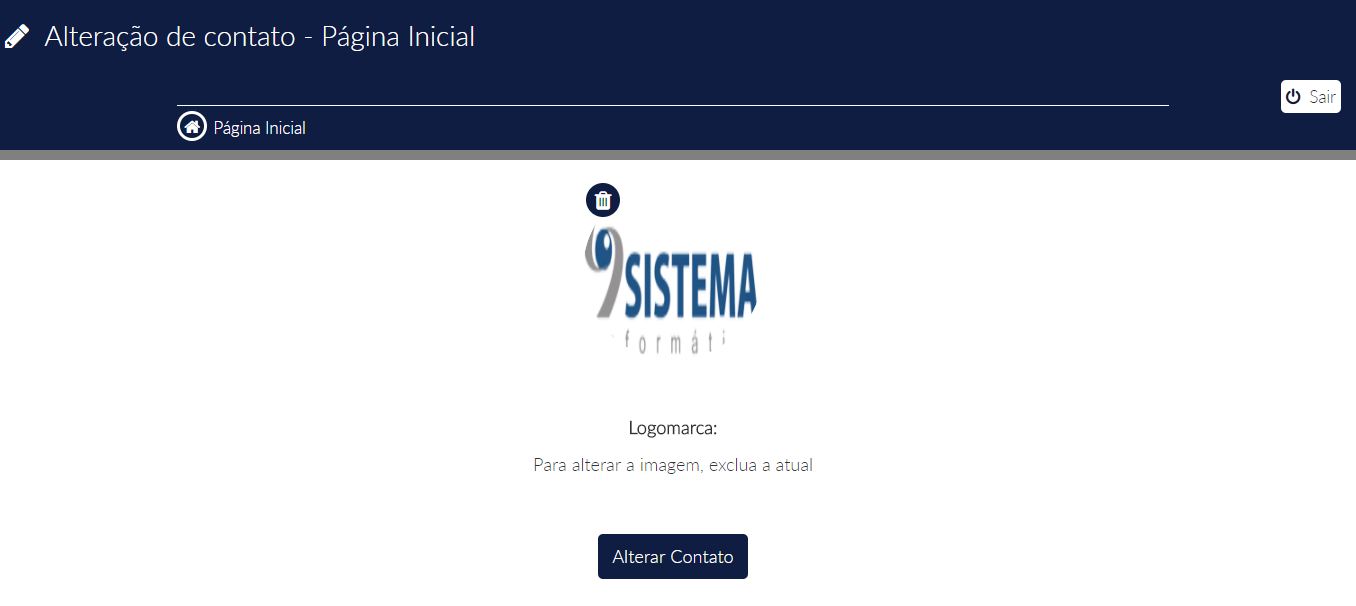 Alteração de contato - Página Inicial
Sair
Página Inicial
9SISTEMA
formáti
Logomarca:
Para alterar a imagem, exclua a atual
Alterar Contato